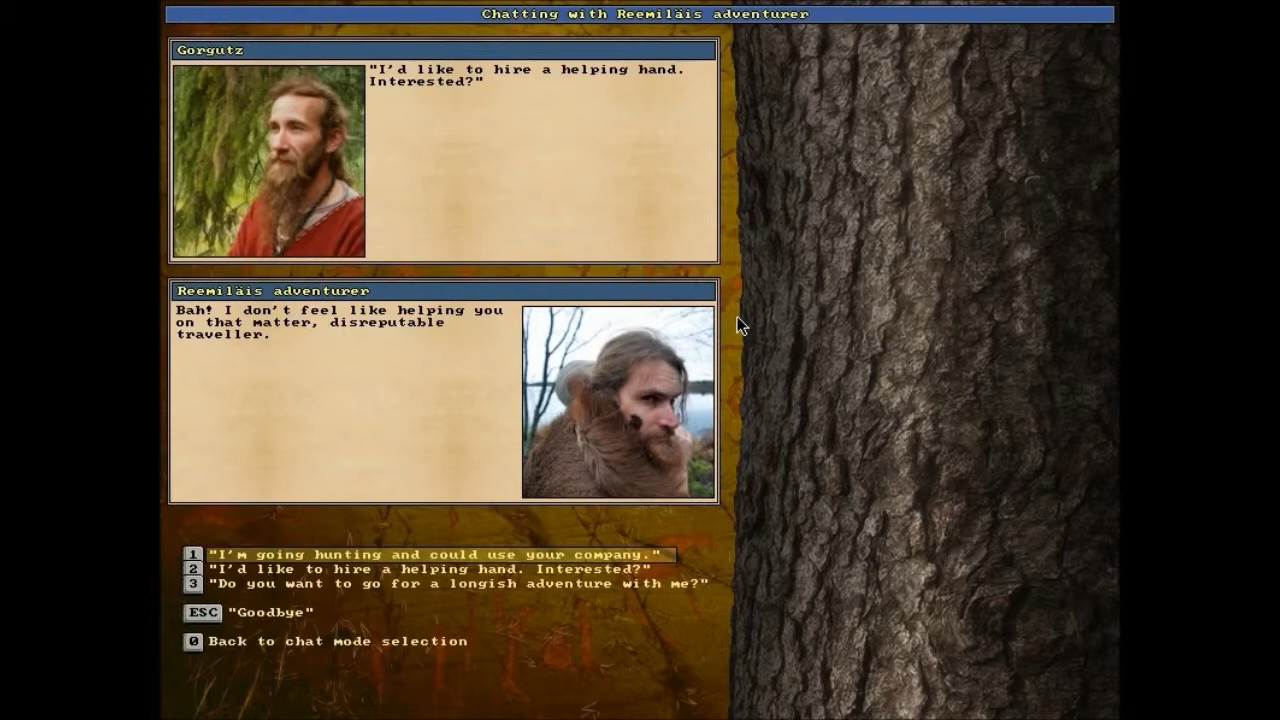 Chatting with Reemiläis adventurer
Gorgutz
"I'd like to hire a helping hand.
Interested?"
Reemiläis adventurer
Bah! I don't feel like helping you
on that matter, disreputable
traveller.
1 "I'm going hunting and could use your company."
2 "I'd like to hire a helping hand. Interested?"
3 "Do you want to go for a longish adventure with me?"
ESC "Goodbye"
0 Back to chat mode selection